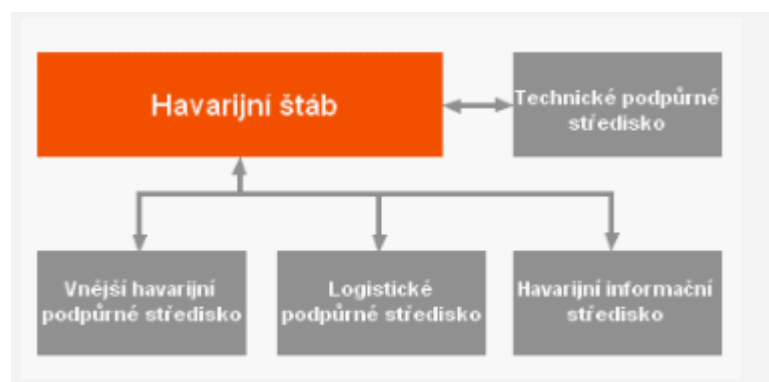 Havarijní štáb
Technické podpůrné
středisko
Vnější havarijní
podpůrné středisko
Logistické
podpůrné středisko
Havarijní informační
středisko